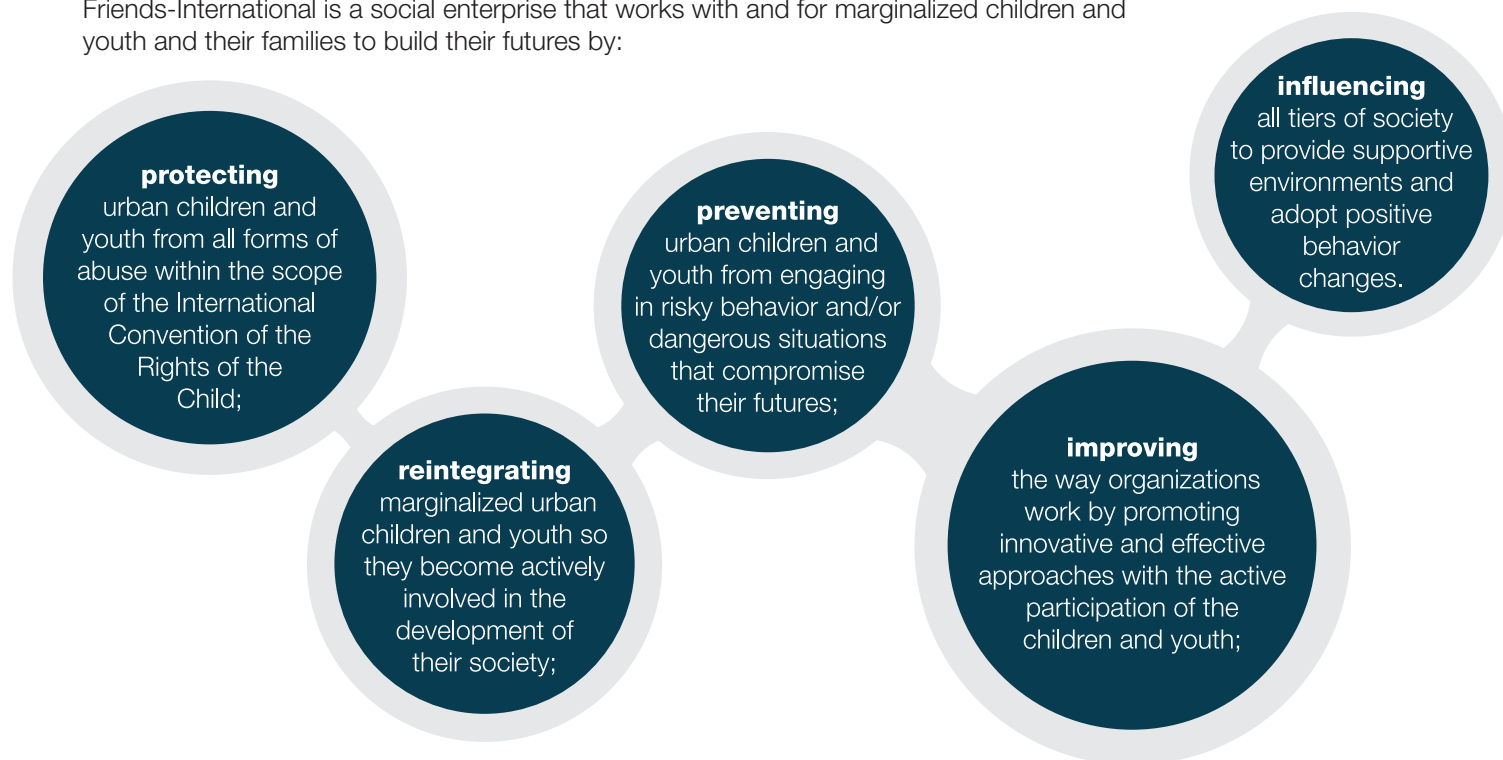 Friends-International is a social enterprise that works with and for marginalized children and
youth and their families to build their futures by:
protecting
urban children and
youth from all forms of
abuse within the scope
of the International
Convention of the
Rights of the
Child;
reintegrating
marginalized urban
children and youth so
they become actively
involved in the
development of
their society;
preventing
urban children and
youth from engaging
in risky behavior and/or
dangerous situations
that compromise
their futures;
improving
the way organizations
work by promoting
innovative and effective
approaches with the active
participation of the
children and youth;
influencing
all tiers of society
to provide supportive
environments and
adopt positive
behavior
changes.